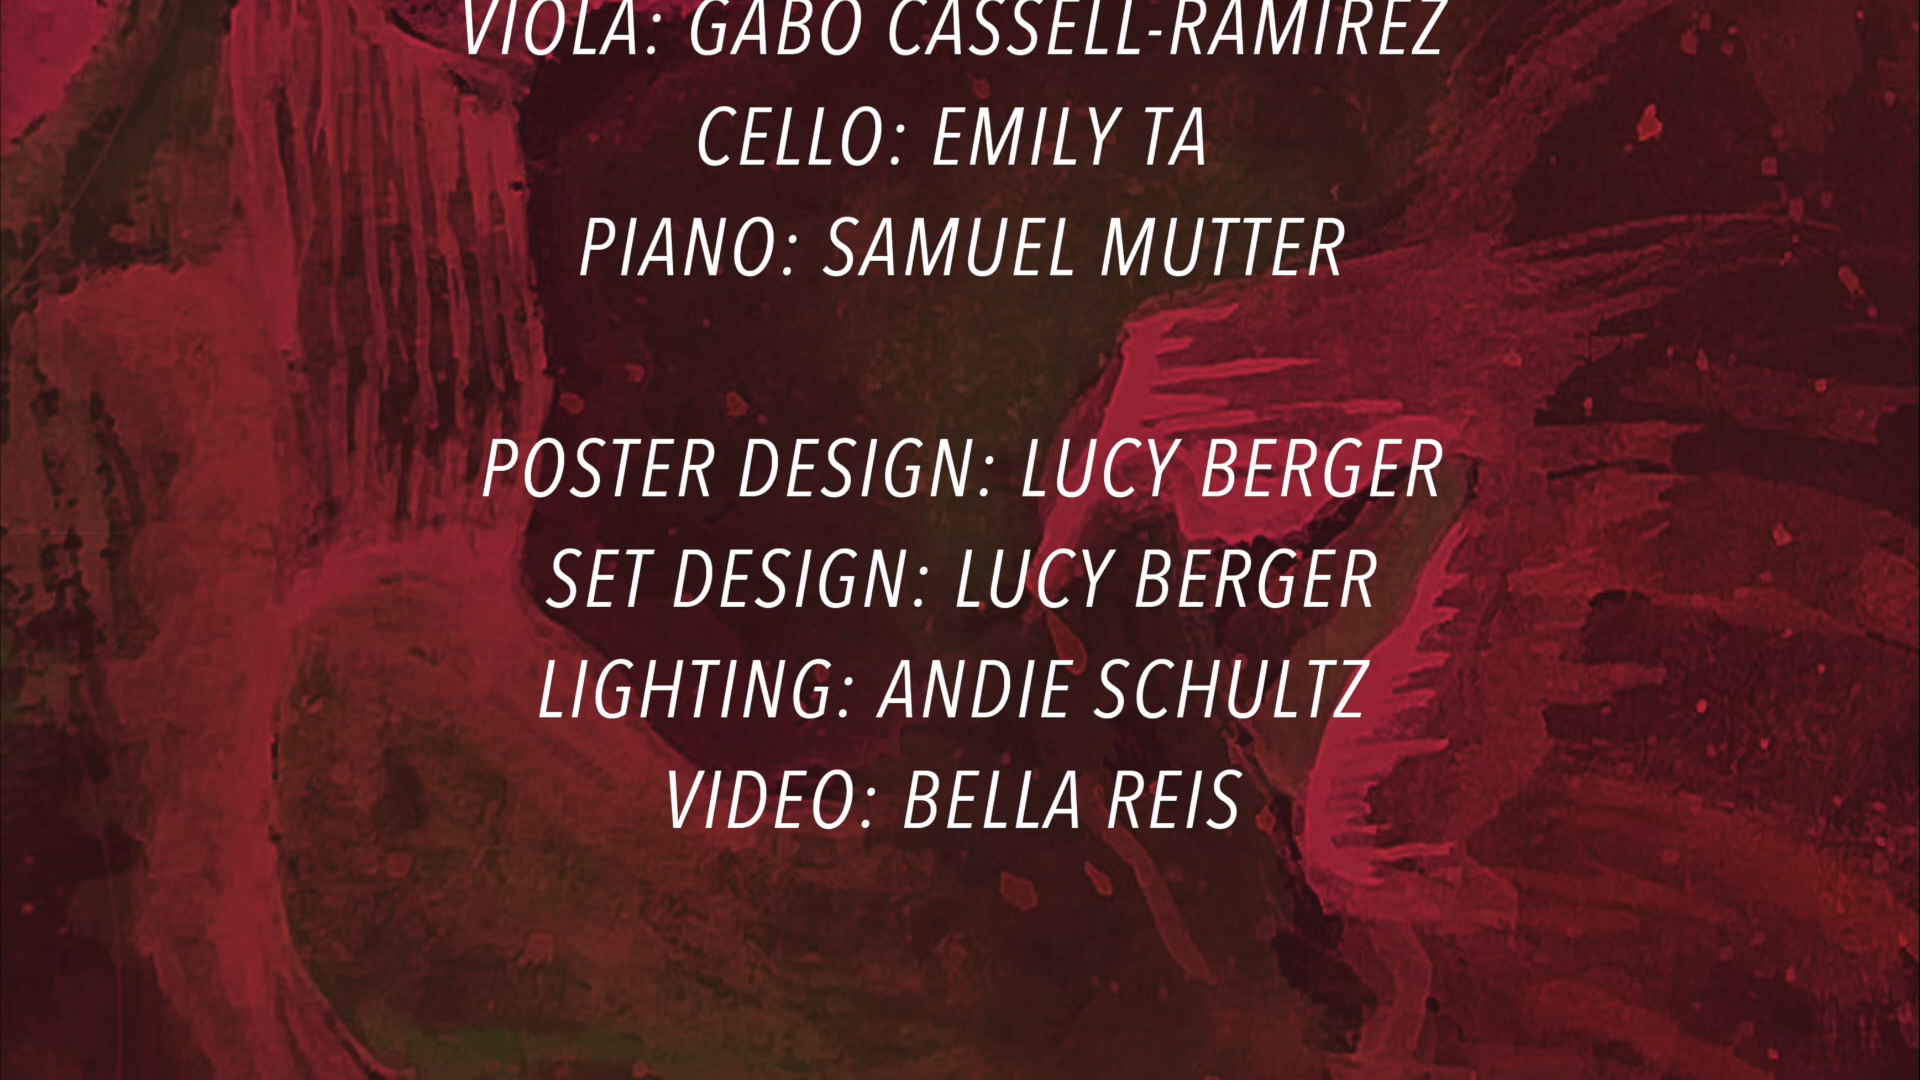 VIOLA: GABO CASSELL-RAMIREZ
CELLO: EMILY TA
PIANO: SAMUEL MUTTER
POSTER DESIGN: LUCY BERGER
SET DESIGN: LUCY BERGER
LIGHTING: ANDIE SCHULTZ
VIDEO: BELLA REIS